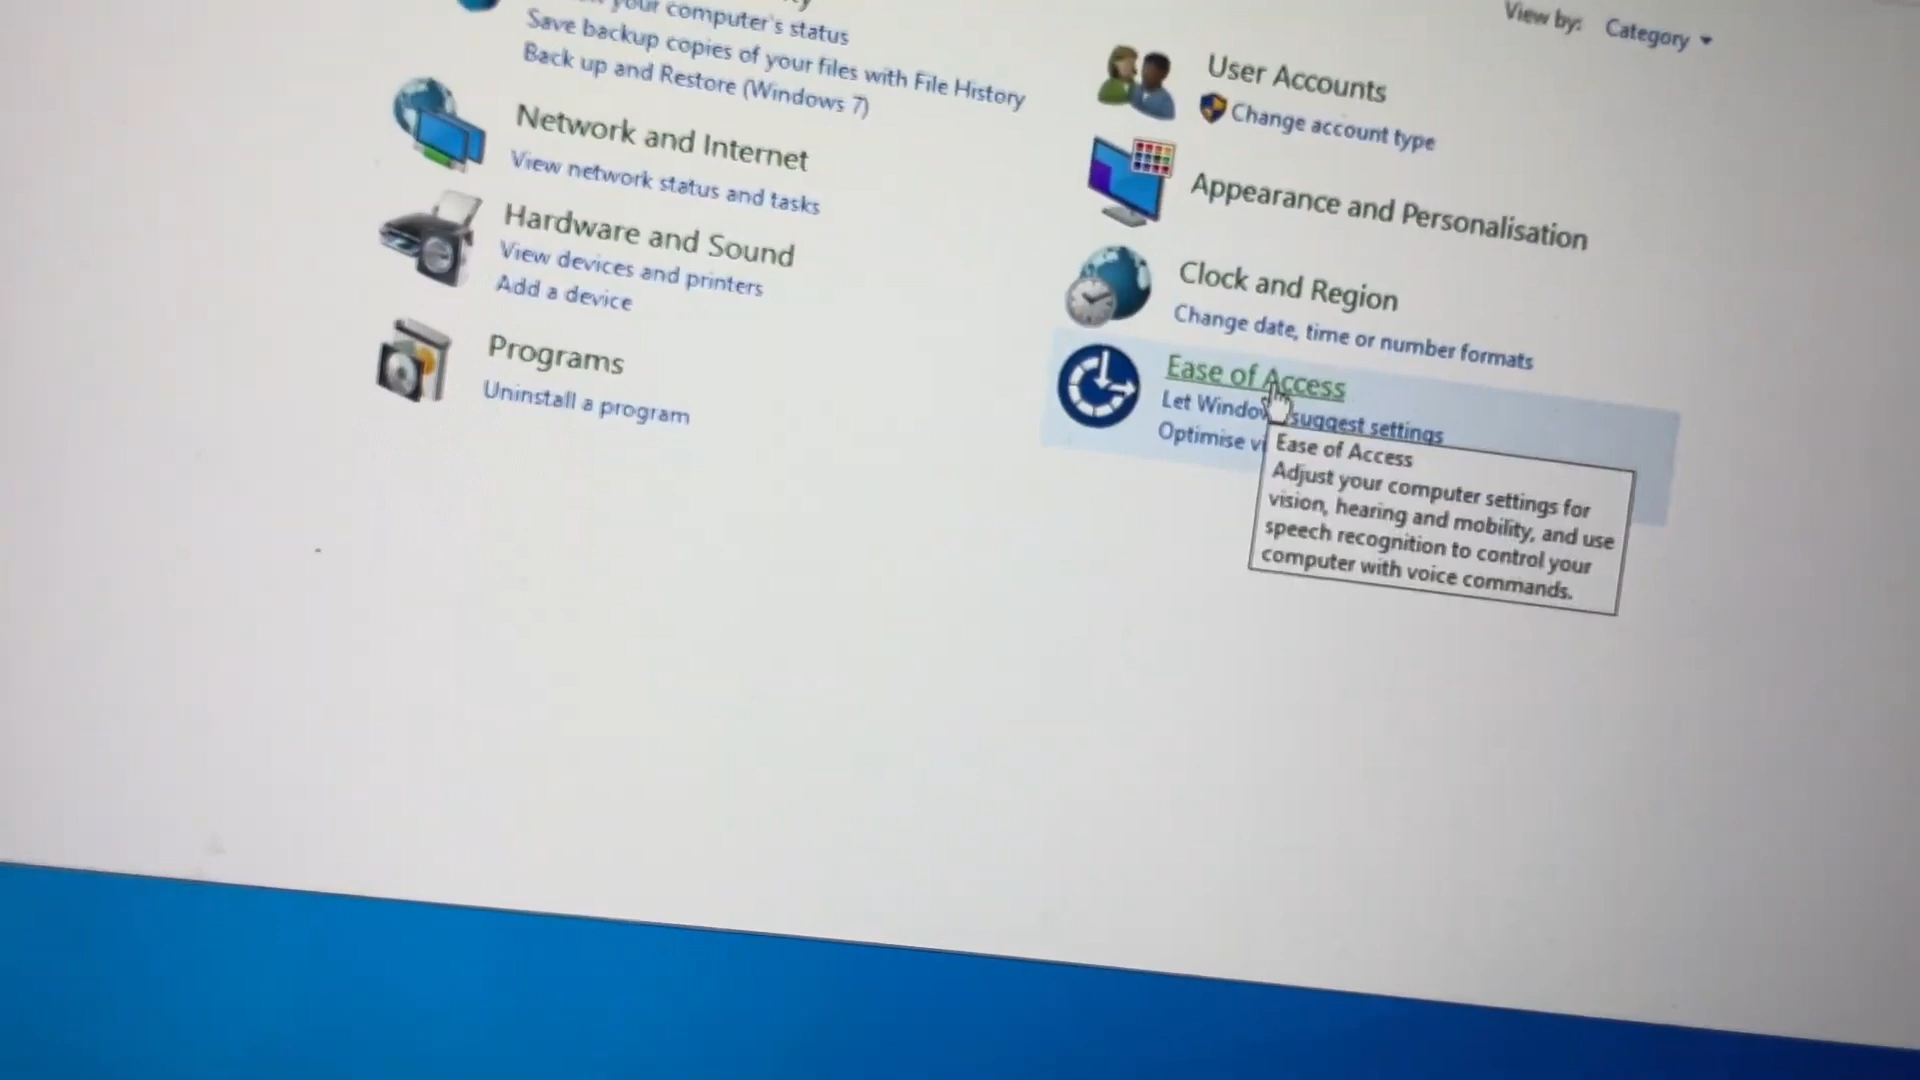 your computer's status
Save backup copies of your files with File History
Back up and Restore (Windows 7)
Network and Internet
View network status and tasks
Hardware and Sound
View devices and printers
Add a device
Programs
Uninstall a program
View by: Category
User Accounts
Change account type
Appearance and Personalisation
Clock and Region
Change date, time or number formats
Ease of Access
Let Window suggest settings
Optimise
Ease of Access
Adjust your computer settings for
vision, hearing and mobility, and use
speech recognition to control your
computer with voice commands.